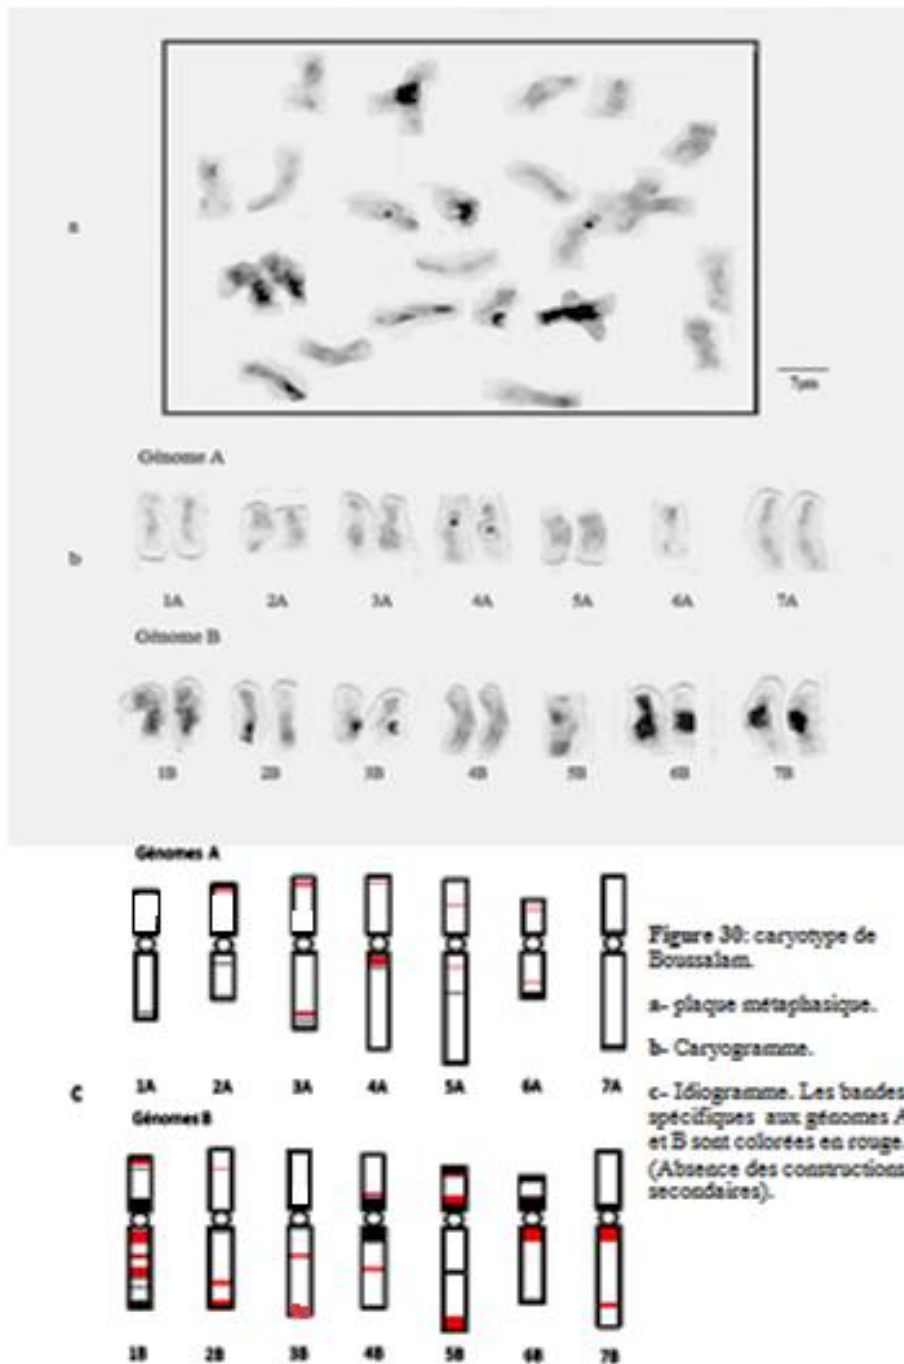 a
7µm
Génome A
b
1A 2A 3A 4A 5A 6A 7A
Génome B
1B 2B 3B 4B 5B 6B 7B
Génomes A
1A 2A 3A 4A 5A 6A 7A
c
Génomes B
1B 2B 3B 4B 5B 6B 7B
Figure 30: caryotype de
Boussalam.
a- plaque métaphasique.
b- Caryogramme.
c- Idiogramme. Les bandes
spécifiques aux génomes A
et B sont colorées en rouge.
(Absence des constructions
secondaires).